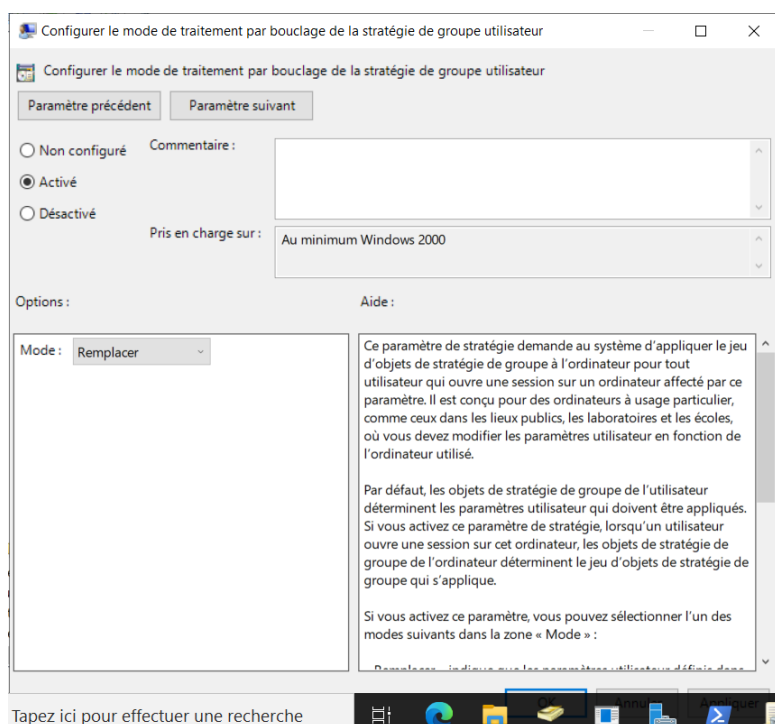 Configurer le mode de traitement par bouclage de la stratégie de groupe utilisateur
Configurer le mode de traitement par bouclage de la stratégie de groupe utilisateur
Paramètre précédent
Paramètre suivant
Non configuré
Commentaire :
Activé
Désactivé
Pris en charge sur :
Au minimum Windows 2000
Options :
Aide :
Mode :
Remplacer
Ce paramètre de stratégie demande au système d'appliquer le jeu
d'objets de stratégie de groupe à l'ordinateur pour tout
utilisateur qui ouvre une session sur un ordinateur affecté par ce
paramètre. Il est conçu pour des ordinateurs à usage particulier,
comme ceux dans les lieux publics, les laboratoires et les écoles,
où vous devez modifier les paramètres utilisateur en fonction de
l'ordinateur utilisé.
Par défaut, les objets de stratégie de groupe de l'utilisateur
déterminent les paramètres utilisateur qui doivent être appliqués.
Si vous activez ce paramètre de stratégie, lorsqu'un utilisateur
ouvre une session sur cet ordinateur, les objets de stratégie de
groupe de l'ordinateur déterminent le jeu d'objets de stratégie de
groupe qui s'applique.
Si vous activez ce paramètre, vous pouvez sélectionner l'un des
modes suivants dans la zone « Mode » :
OK
Annuler
Appliquer
Tapez ici pour effectuer une recherche